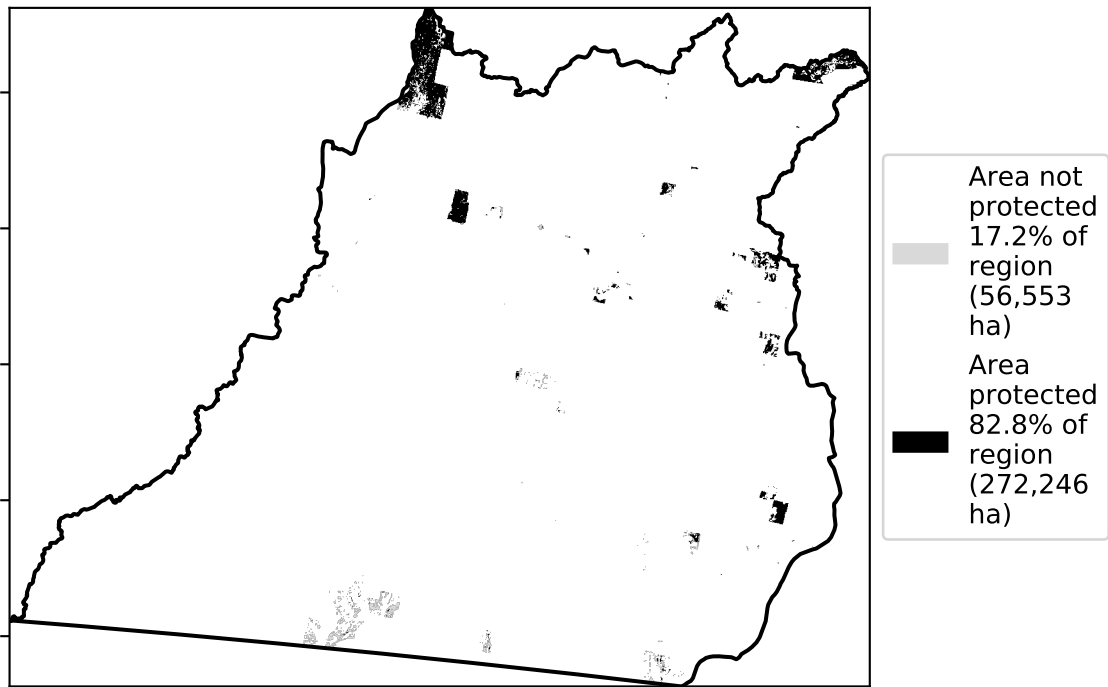 Area not
protected
17.2% of
region
(56,553
ha)
Area
protected
82.8% of
region
(272,246
ha)